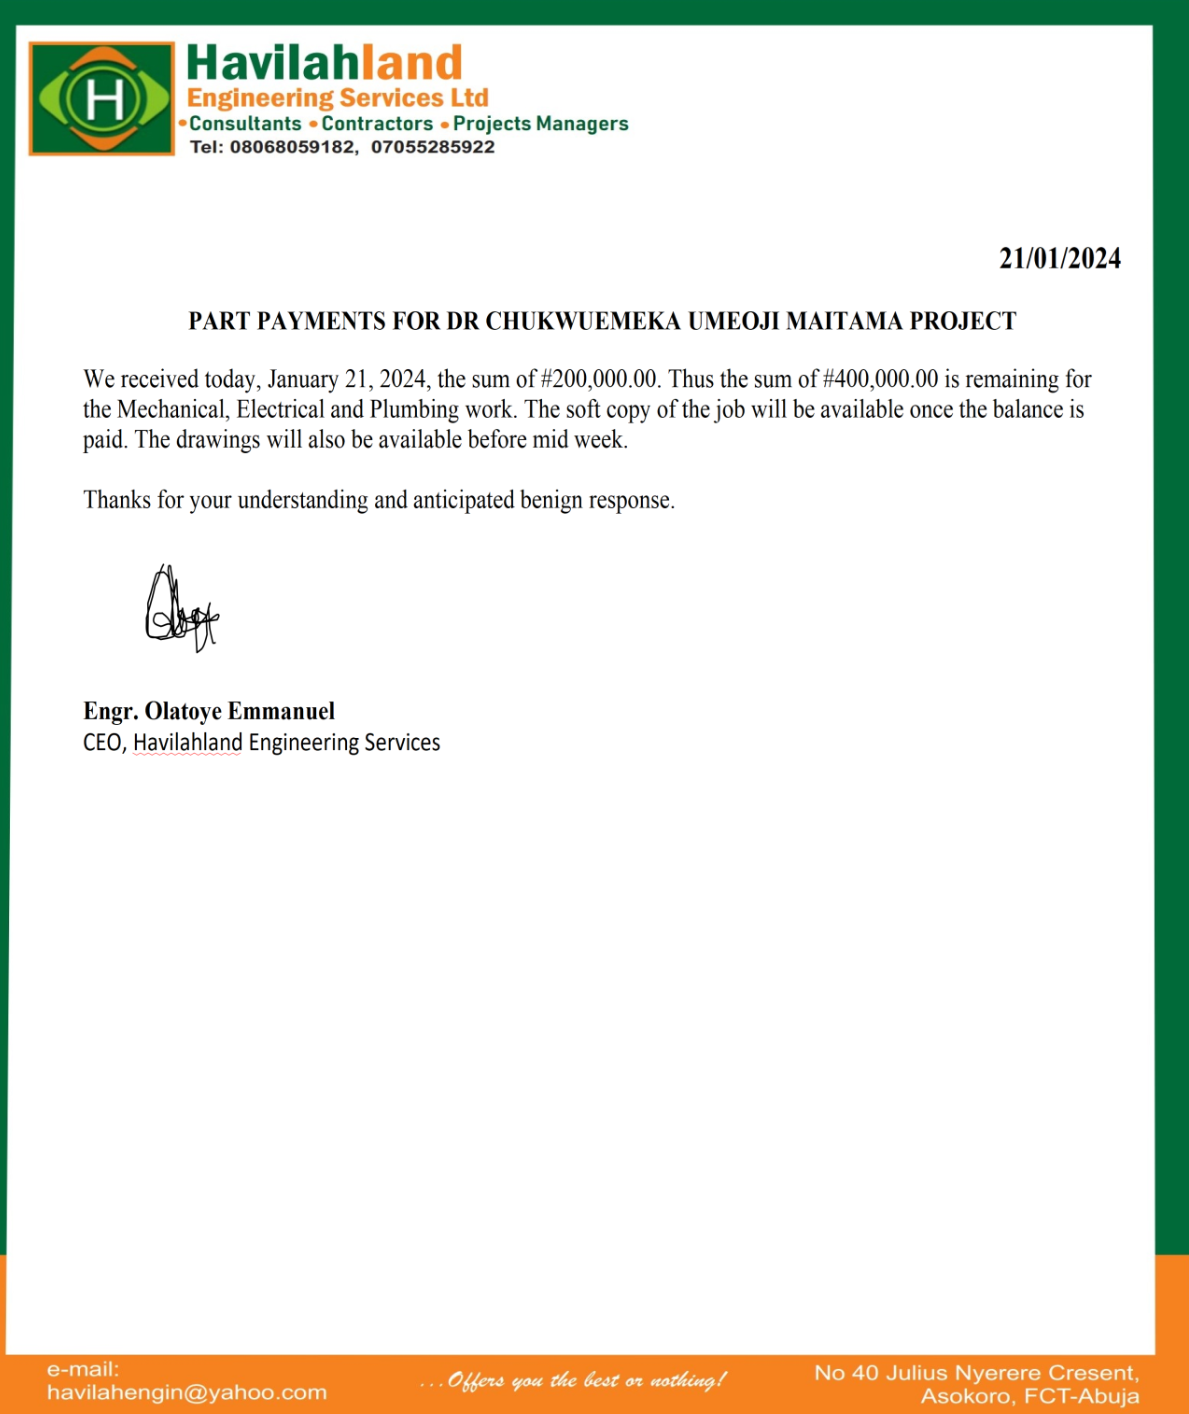 H
Havilahland
Engineering Services Ltd
•Consultants •Contractors •Projects Managers
Tel: 08068059182, 07055285922
21/01/2024
PART PAYMENTS FOR DR CHUKWUEMEKA UMEOJI MAITAMA PROJECT
We received today, January 21, 2024, the sum of #200,000.00. Thus the sum of #400,000.00 is remaining for
the Mechanical, Electrical and Plumbing work. The soft copy of the job will be available once the balance is
paid. The drawings will also be available before mid week.
Thanks for your understanding and anticipated benign response.
Engr. Olatoye Emmanuel
CEO, Havilahland Engineering Services
e-mail:
havilahengin@yahoo.com
...Offers you the best or nothing!
No 40 Julius Nyerere Cresent,
Asokoro, FCT-Abuja